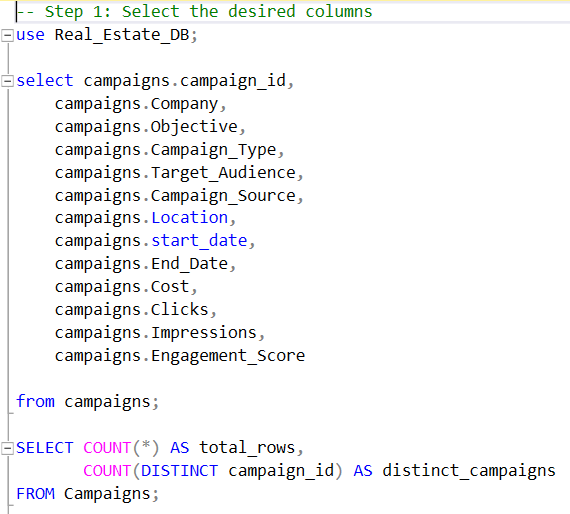 -- Step 1: Select the desired columns
use Real_Estate_DB;
select campaigns.campaign_id,
campaigns.Company,
campaigns.Objective,
campaigns.Campaign_Type,
campaigns.Target_Audience,
campaigns.Campaign_Source,
campaigns.Location,
campaigns.start_date,
campaigns.End_Date,
campaigns.Cost,
campaigns.Clicks,
campaigns.Impressions,
campaigns.Engagement_Score
from campaigns;
SELECT COUNT(*) AS total_rows,
COUNT(DISTINCT campaign_id) AS distinct_campaigns
FROM Campaigns;